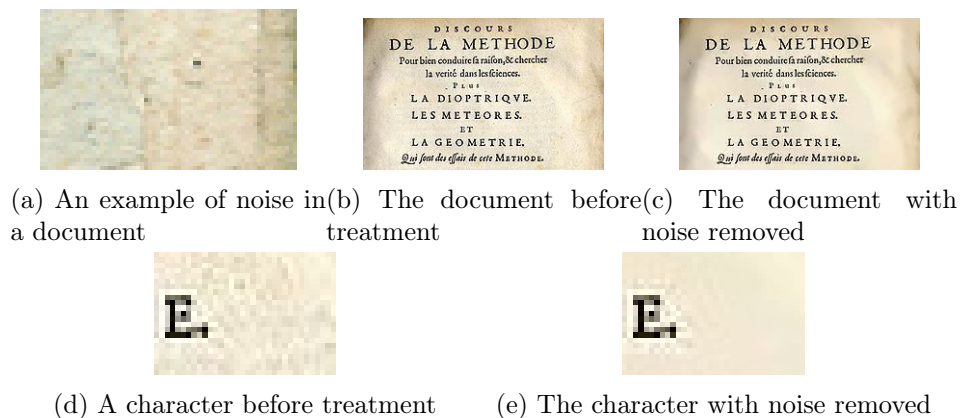 DISCOURS
DE LA METHODE
Pour bien conduire sa raison,& chercher
la verité dans les sciences.
PLUS
LA DIOPTRIQVE.
LES METEORES.
ET
LA GEOMETRIE.
Qui sont des essais de cete METHODE.
DISCOURS
DE LA METHODE
Pour bien conduire sa raison,& chercher
la verité dans les sciences.
PLUS
LA DIOPTRIQVE.
LES METEORES.
ET
LA GEOMETRIE.
Qui sont des essais de cete METHODE.
(a) An example of noise in
a document
(b) The document before
treatment
(c) The document with
noise removed
E.
E.
(d) A character before treatment
(e) The character with noise removed